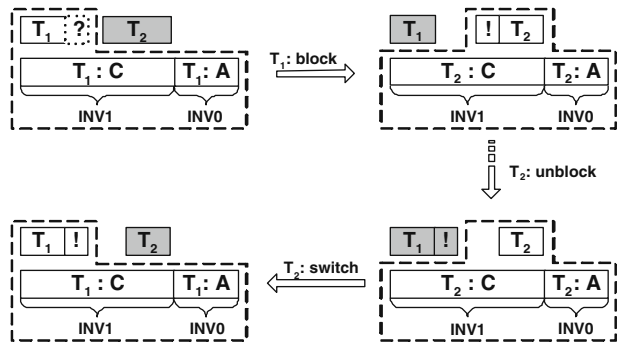 T₁ ? T₂
T₁ : C T₁: A
INV1 INV0
T₁: block
T₁ ! T₂
T₂ : C T₂: A
INV1 INV0
T₂: unblock
T₁ ! T₂
T₂ : C T₂: A
INV1 INV0
T₂: switch
T₁ ! T₂
T₁ : C T₁: A
INV1 INV0